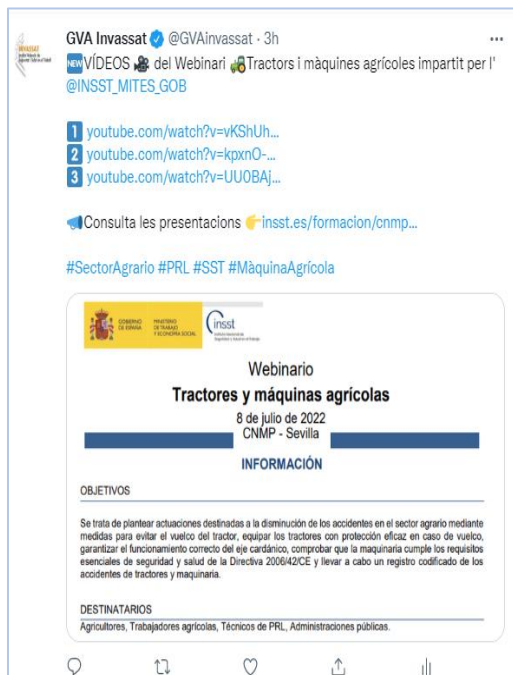 GVA Invassat @GVAinvassat · 3h
NEW VÍDEOS del Webinari Tractors i màquines agrícoles impartit per l'
@INSST_MITES_GOB
1 youtube.com/watch?v=vKShUh...
2 youtube.com/watch?v=kpxnO-...
3 youtube.com/watch?v=UU0BAj...
Consulta les presentacions insst.es/formacion/cnmp...
#SectorAgrario #PRL #SST #MàquinaAgrícola
GOBIERNO DE ESPAÑA
MINISTERIO DE TRABAJO Y ECONOMÍA SOCIAL
insst
Webinario
Tractores y máquinas agrícolas
8 de julio de 2022
CNMP - Sevilla
INFORMACIÓN
OBJETIVOS
Se trata de plantear actuaciones destinadas a la disminución de los accidentes en el sector agrario mediante
medidas para evitar el vuelco del tractor, equipar los tractores con protección eficaz en caso de vuelco,
garantizar el funcionamiento correcto del eje cardánico, comprobar que la maquinaria cumple los requisitos
esenciales de seguridad y salud de la Directiva 2006/42/CE y llevar a cabo un registro codificado de los
accidentes de tractores y maquinaria.
DESTINATARIOS
Agricultores, Trabajadores agrícolas, Técnicos de PRL, Administraciones públicas.